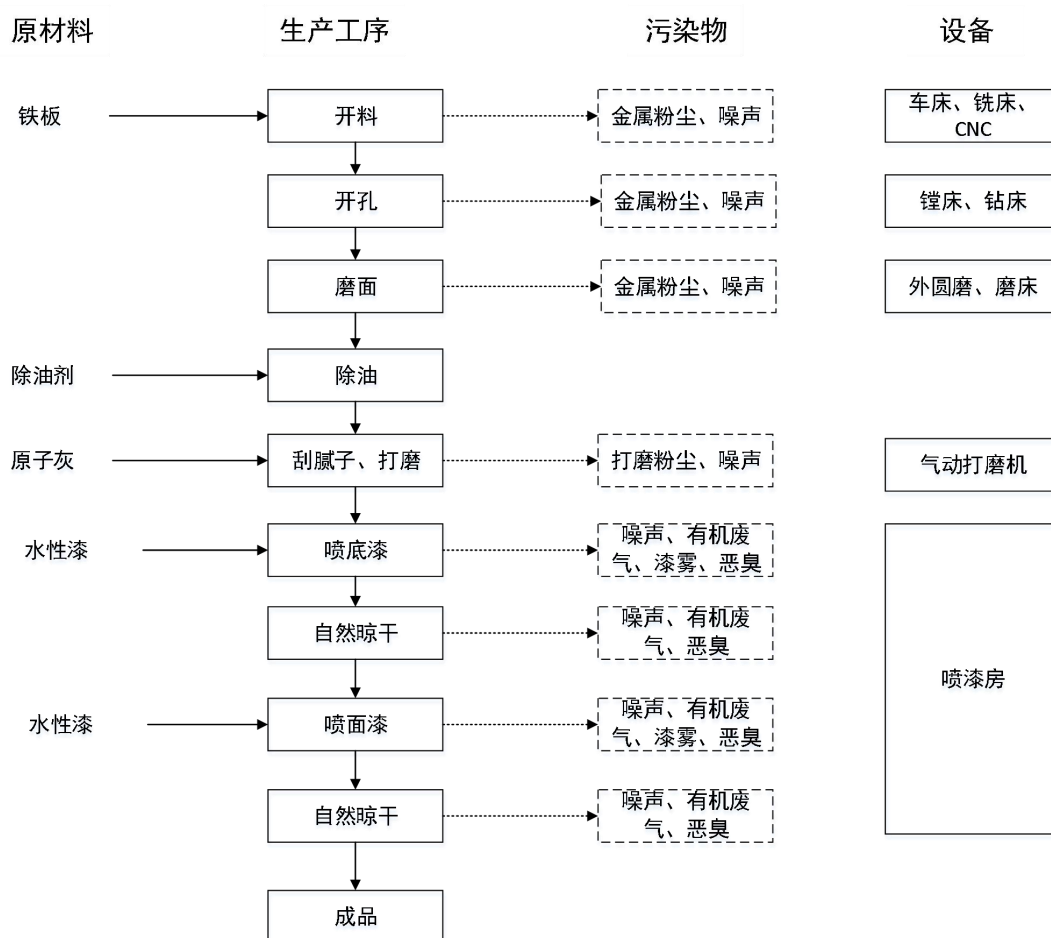 原材料
生产工序
污染物
设备
铁板
开料
金属粉尘、噪声
车床、铣床、
CNC
开孔
金属粉尘、噪声
镗床、钻床
磨面
金属粉尘、噪声
外圆磨、磨床
除油剂
除油
原子灰
刮腻子、打磨
打磨粉尘、噪声
气动打磨机
水性漆
喷底漆
噪声、有机废
气、漆雾、恶臭
自然晾干
噪声、有机废
气、恶臭
喷漆房
水性漆
喷面漆
噪声、有机废
气、漆雾、恶臭
自然晾干
噪声、有机废
气、恶臭
成品